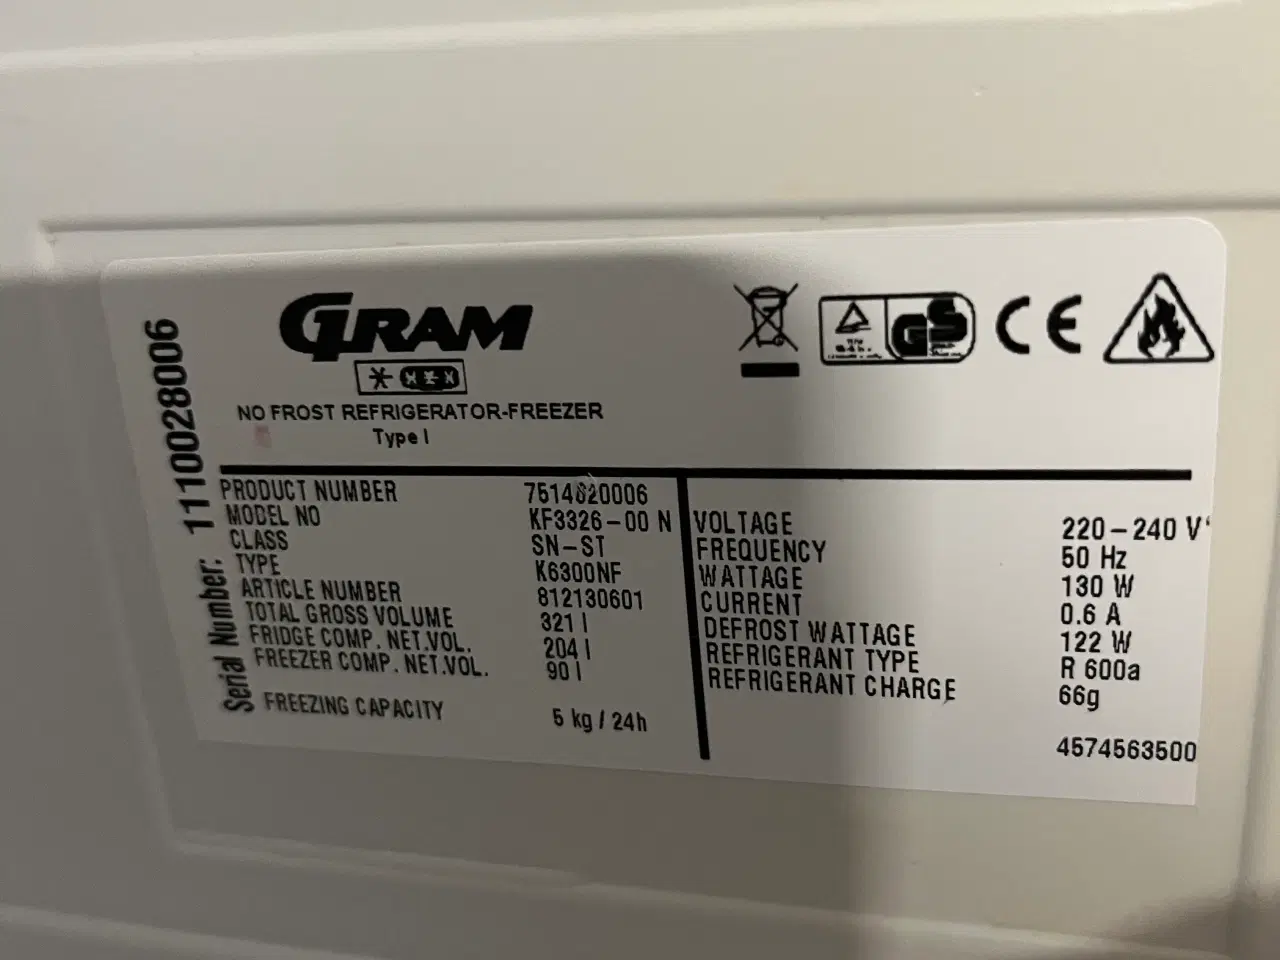 GRAM
NO FROST REFRIGERATOR-FREEZER
Type I
Serial Number: 1110028006
PRODUCT NUMBER 7514620006
MODEL NO KF3326-00 N
CLASS SN-ST
TYPE K6300NF
ARTICLE NUMBER 812130601
TOTAL GROSS VOLUME 321 l
FRIDGE COMP. NET.VOL. 204 l
FREEZER COMP. NET.VOL. 90 l
FREEZING CAPACITY 5 kg / 24h
VOLTAGE 220-240 V
FREQUENCY 50 Hz
WATTAGE 130 W
CURRENT 0.6 A
DEFROST WATTAGE 122 W
REFRIGERANT TYPE R 600a
REFRIGERANT CHARGE 66g
4574563500
GS
CE